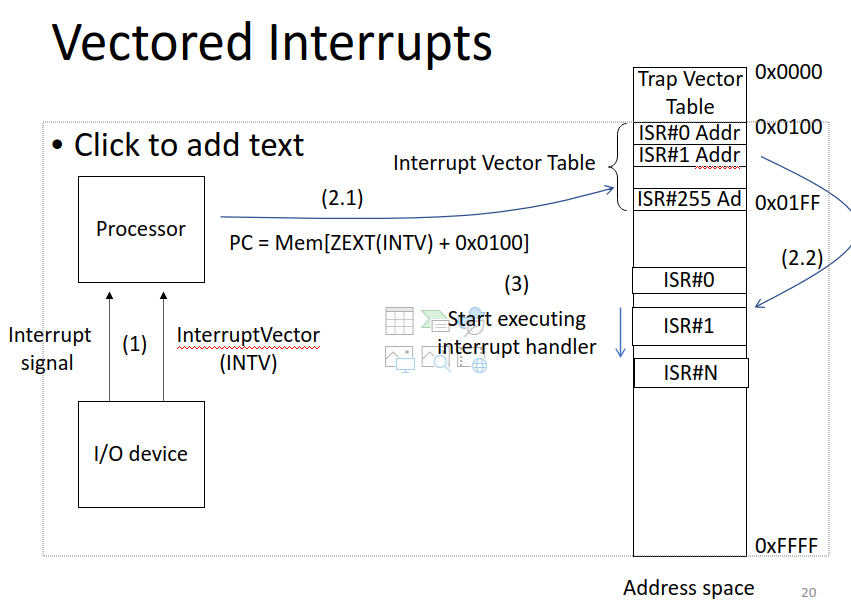 Vectored Interrupts
• Click to add text
Processor
Interrupt
signal
(1)
InterruptVector
(INTV)
I/O device
(2.1)
PC = Mem[ZEXT(INTV) + 0x0100]
Interrupt Vector Table
(3)
Start executing
interrupt handler
Trap Vector
Table
0x0000
ISR#0 Addr
0x0100
ISR#1 Addr
ISR#255 Ad
0x01FF
(2.2)
ISR#0
ISR#1
ISR#N
0xFFFF
Address space
20